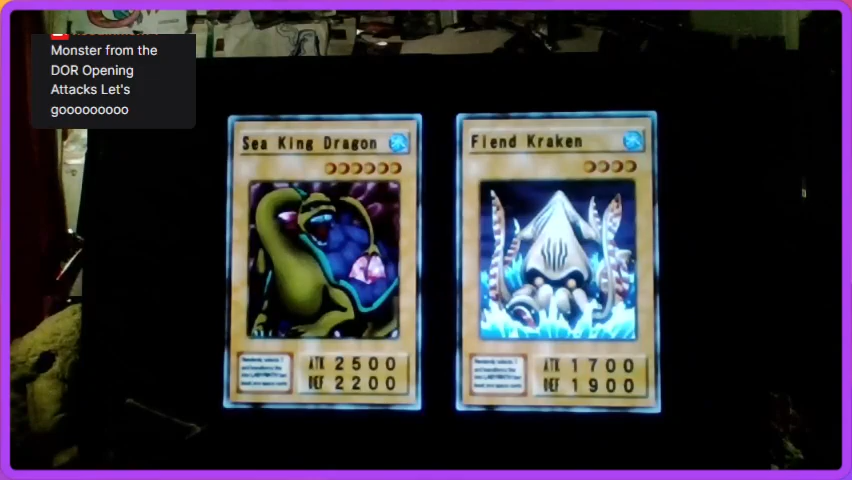 Monster from the
DOR Opening
Attacks Let's
gooooooooo
Sea King Dragon
Fiend Kraken
ATK 2500
DEF 2200
ATK 1700
DEF 1900